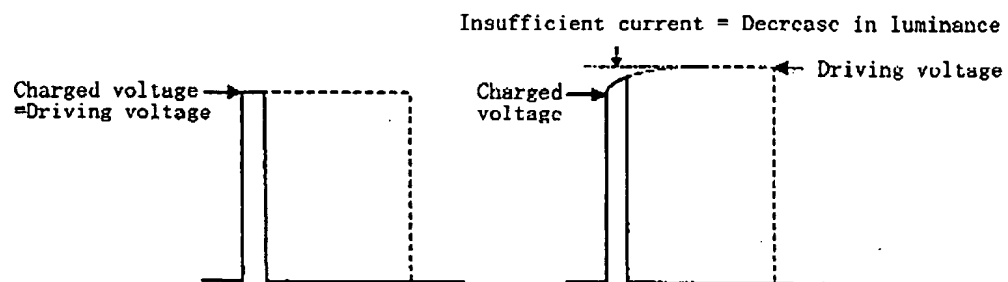 Insufficient current = Decrease in luminance
Charged voltage
=Driving voltage
Driving voltage
Charged
voltage